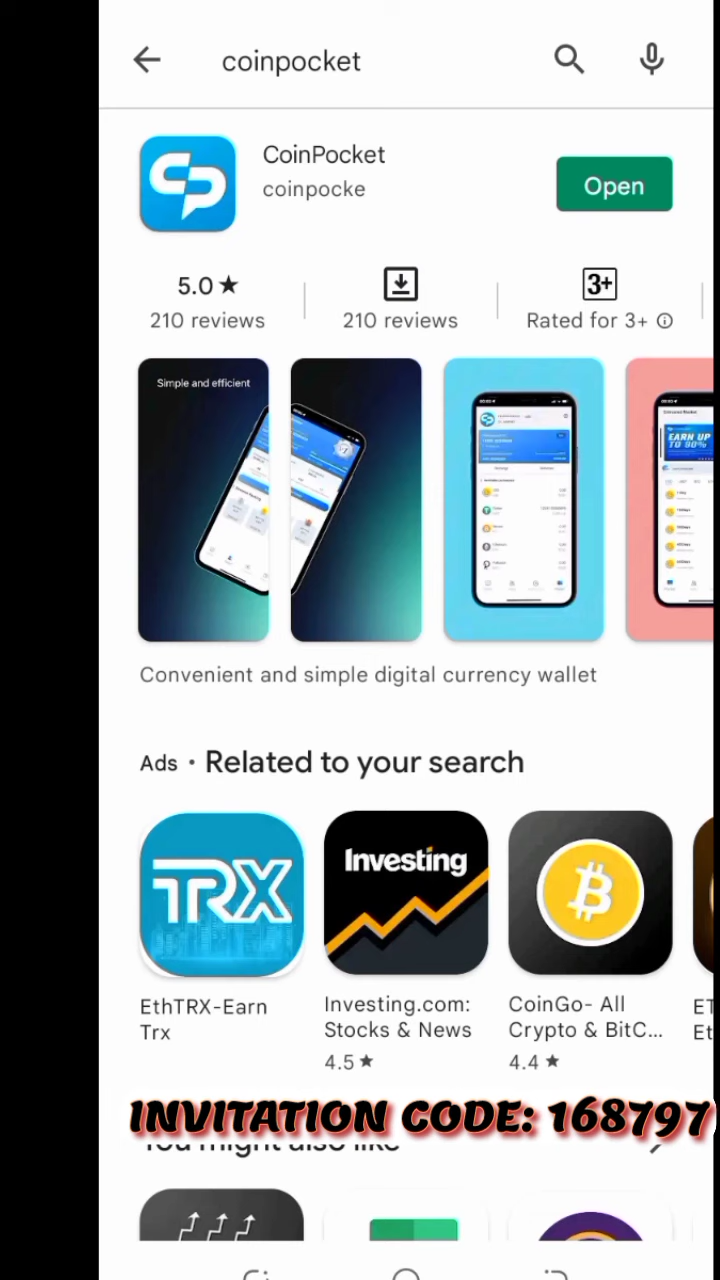 coinpocket
CoinPocket
coinpocke
Open
5.0 ★
210 reviews
210 reviews
3+
Rated for 3+
Simple and efficient
EARN UP
TO 90%
Convenient and simple digital currency wallet
Ads • Related to your search
TRX
Investing
EthTRX-Earn
Trx
Investing.com:
Stocks & News
4.5 ★
CoinGo- All
Crypto & BitC...
4.4 ★
ET
Et
INVITATION CODE: 168797
You might also like